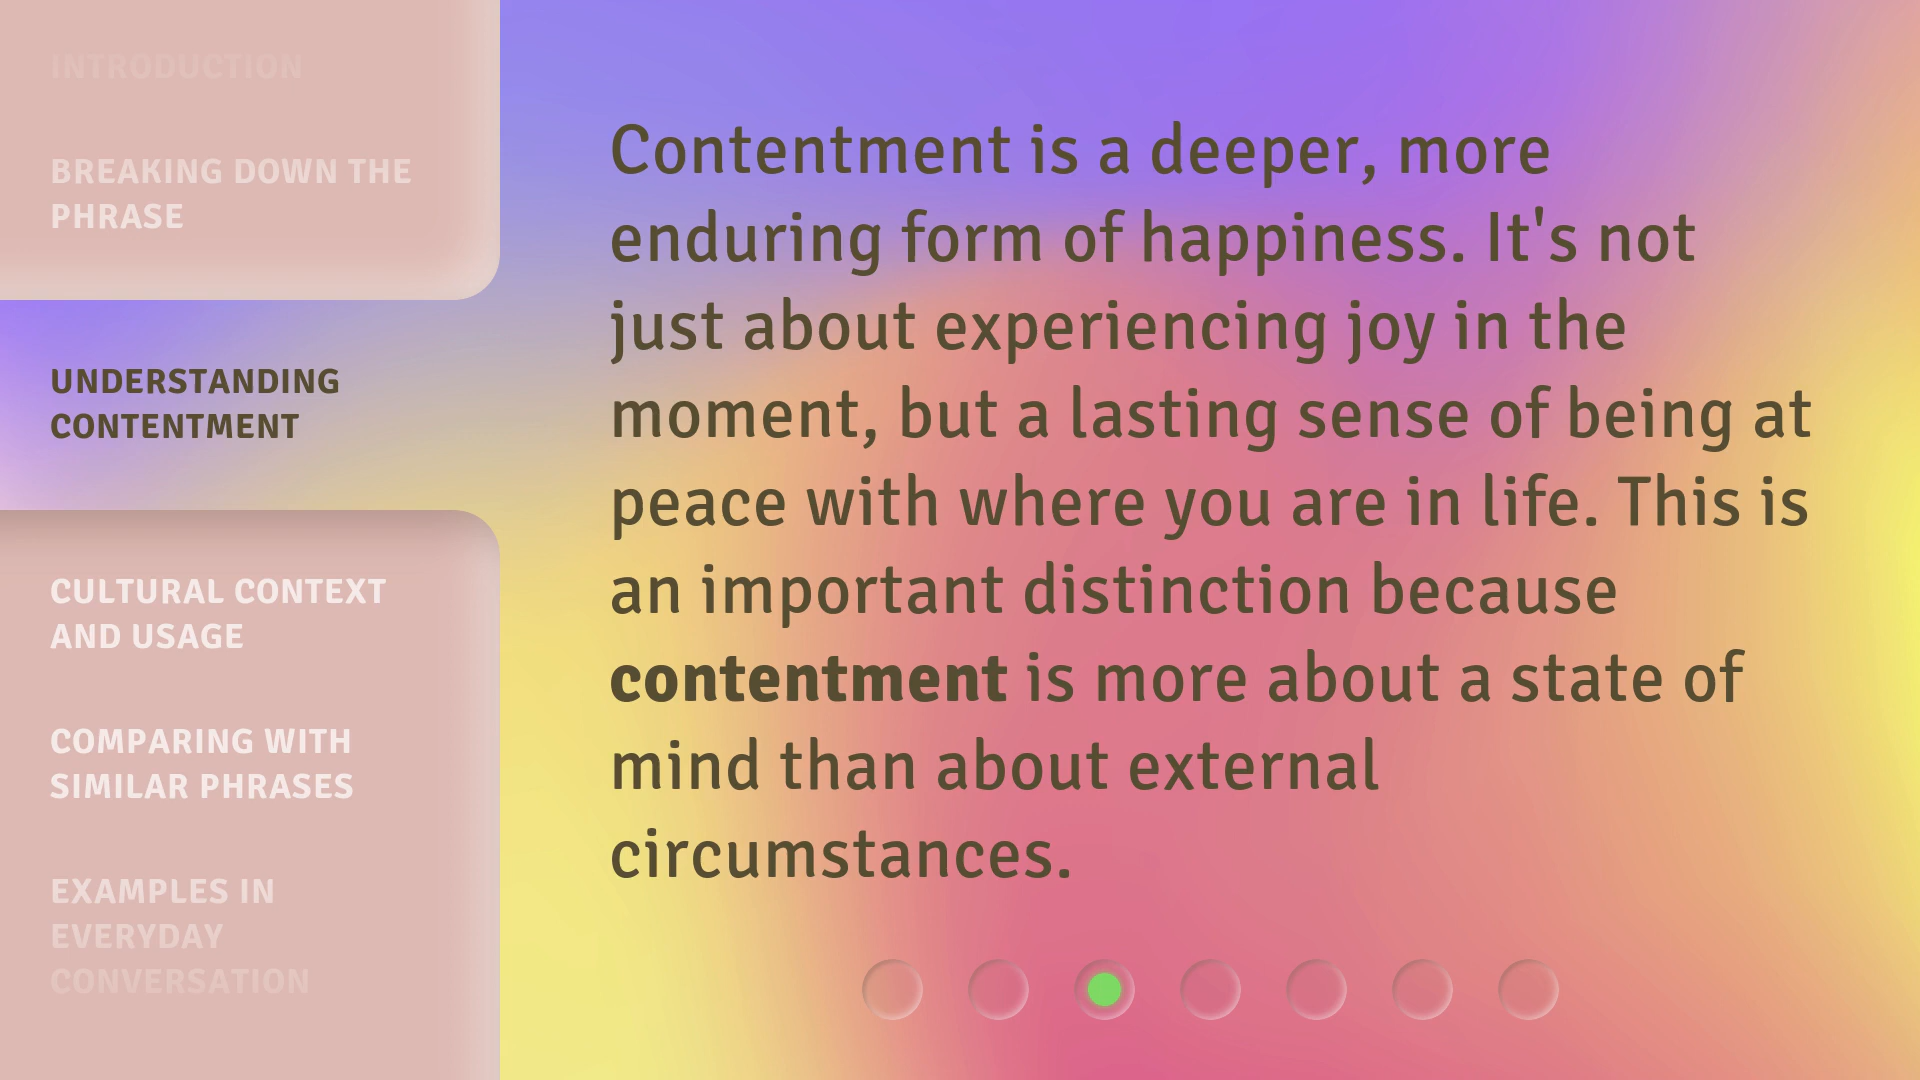 INTRODUCTION
BREAKING DOWN THE
PHRASE
UNDERSTANDING
CONTENTMENT
CULTURAL CONTEXT
AND USAGE
COMPARING WITH
SIMILAR PHRASES
EXAMPLES IN
EVERYDAY
CONVERSATION
Contentment is a deeper, more
enduring form of happiness. It's not
just about experiencing joy in the
moment, but a lasting sense of being at
peace with where you are in life. This is
an important distinction because
contentment is more about a state of
mind than about external
circumstances.